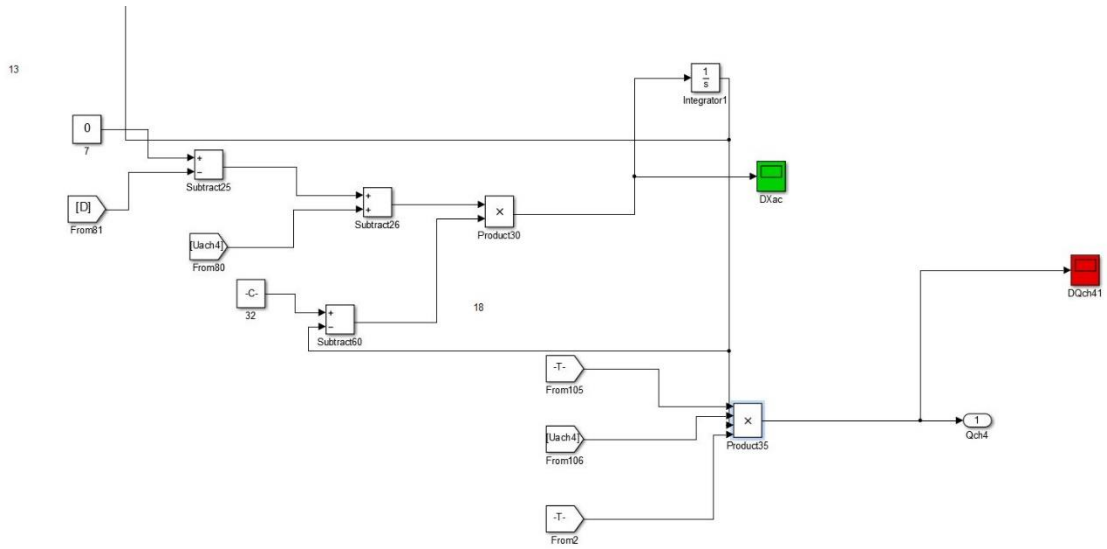 13
1
s
Integrator1
0
7
+
−
Subtract25
DXac
[D]
From81
+
+
Subtract26
×
Product30
[Uach4]
From80
DQch41
-C-
32
+
−
Subtract60
18
-T-
From105
×
Product35
1
Qch4
[Uach4]
From106
-T-
From2